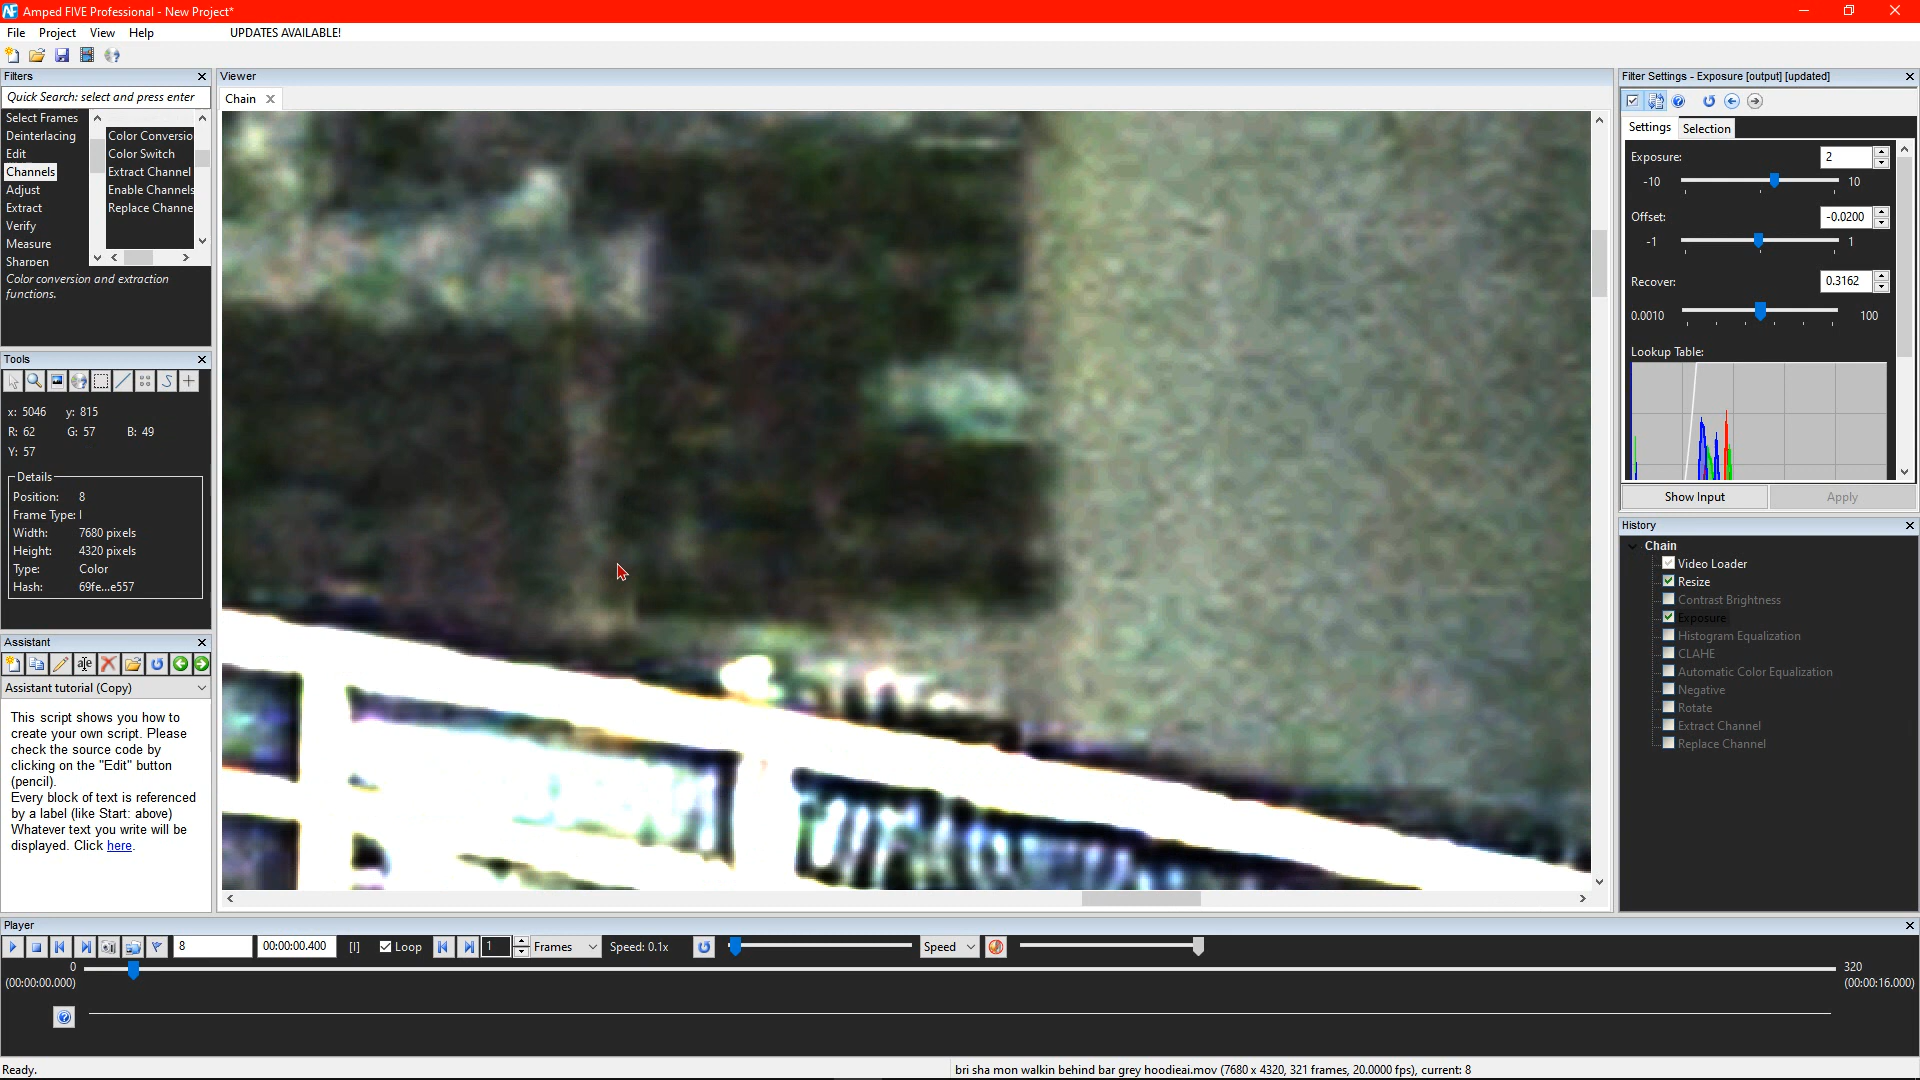 Amped FIVE Professional - New Project*
File Project View Help UPDATES AVAILABLE!
Filters
Quick Search: select and press enter
Select Frames
Deinterlacing
Edit
Channels
Adjust
Extract
Verify
Measure
Sharpen
Color Conversio
Color Switch
Extract Channel
Enable Channels
Replace Channe
Color conversion and extraction
functions.
Tools
x: 5046 y: 815
R: 62 G: 57 B: 49
Y: 57
Details
Position: 8
Frame Type: I
Width: 7680 pixels
Height: 4320 pixels
Type: Color
Hash: 69fe...e557
Assistant
Assistant tutorial (Copy)
This script shows you how to
create your own script. Please
check the source code by
clicking on the "Edit" button
(pencil).
Every block of text is referenced
by a label (like Start: above)
Whatever text you write will be
displayed. Click here.
Viewer
Chain
Filter Settings - Exposure [output] [updated]
Settings Selection
Exposure: 2
-10 10
Offset: -0.0200
-1 1
Recover: 0.3162
0.0010 100
Lookup Table:
Show Input Apply
History
Chain
Video Loader
Resize
Contrast Brightness
Exposure
Histogram Equalization
CLAHE
Automatic Color Equalization
Negative
Rotate
Extract Channel
Replace Channel
Player
8 00:00:00.400 [I] Loop 1 Frames Speed: 0.1x Speed
0 320
(00:00:00.000) (00:00:16.000)
Ready. bri sha mon walkin behind bar grey hoodieai.mov (7680 x 4320, 321 frames, 20.0000 fps), current: 8